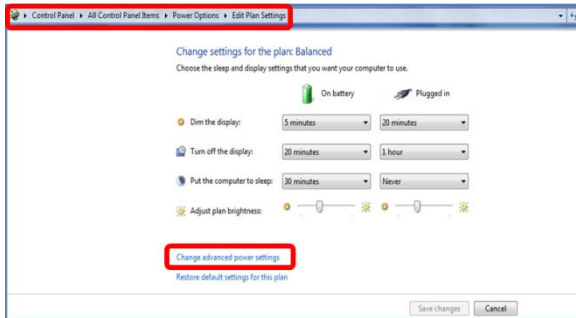 Control Panel ▸ All Control Panel Items ▸ Power Options ▸ Edit Plan Settings
Change settings for the plan: Balanced
Choose the sleep and display settings that you want your computer to use.
On battery Plugged in
Dim the display: 5 minutes 20 minutes
Turn off the display: 20 minutes 1 hour
Put the computer to sleep: 30 minutes Never
Adjust plan brightness:
Change advanced power settings
Restore default settings for this plan
Save changes Cancel